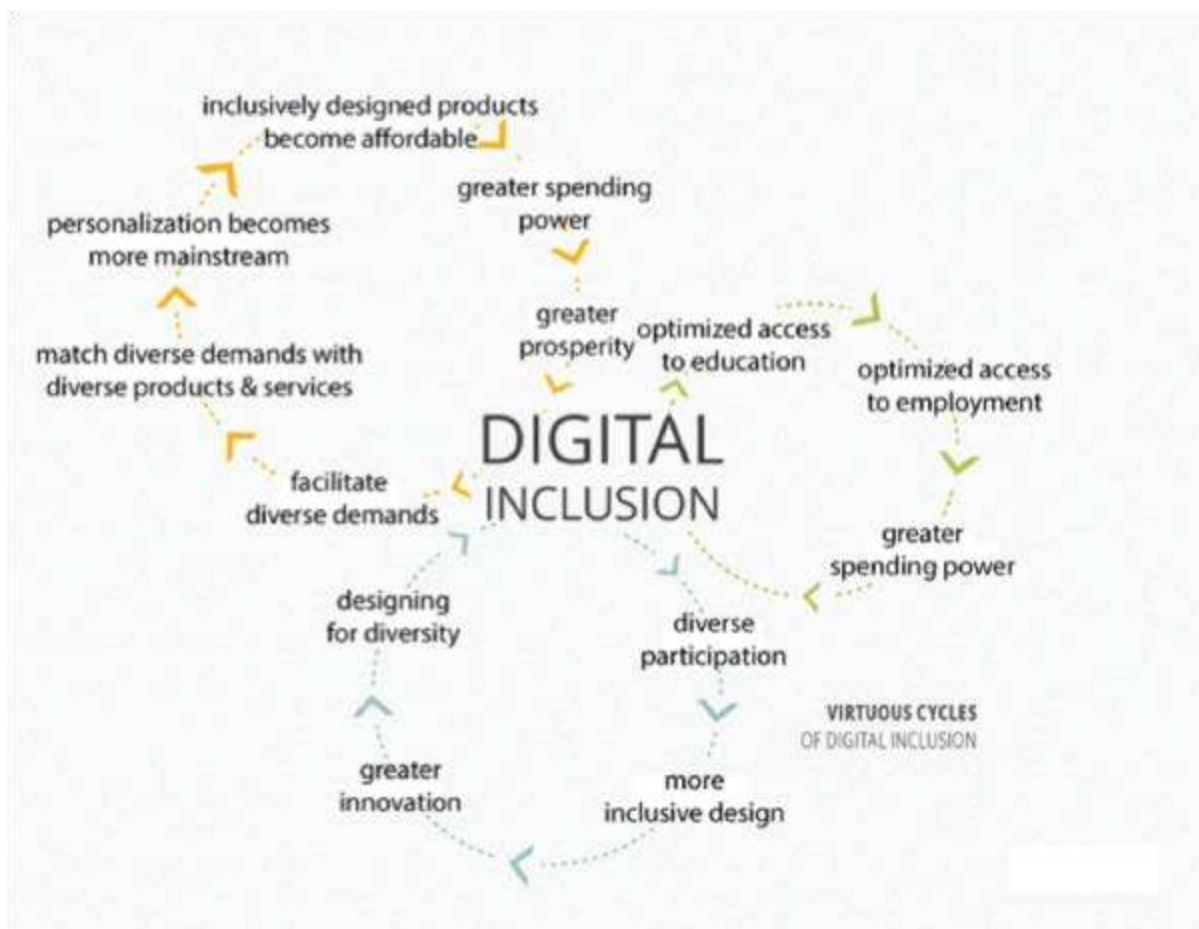 inclusively designed products
become affordable
greater spending
power
personalization becomes
more mainstream
greater
prosperity
optimized access
to education
match diverse demands with
diverse products & services
optimized access
to employment
DIGITAL
INCLUSION
facilitate
diverse demands
greater
spending power
designing
for diversity
diverse
participation
VIRTUOUS CYCLES
OF DIGITAL INCLUSION
greater
innovation
more
inclusive design